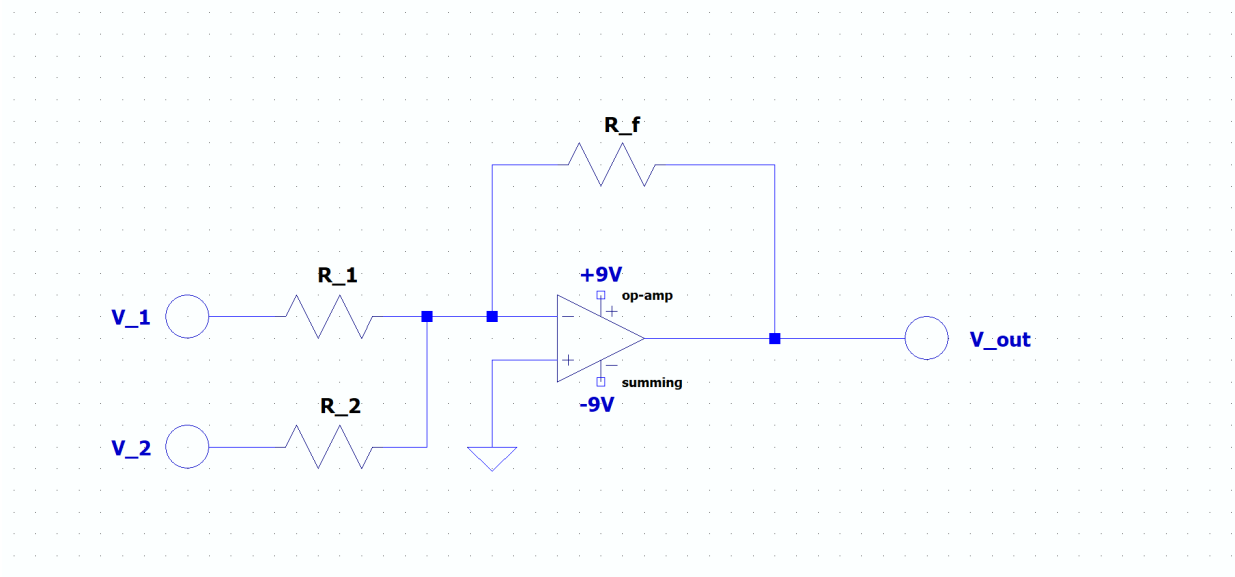 R_f
R_1
+9V
op-amp
V_1
V_out
R_2
summing
-9V
V_2